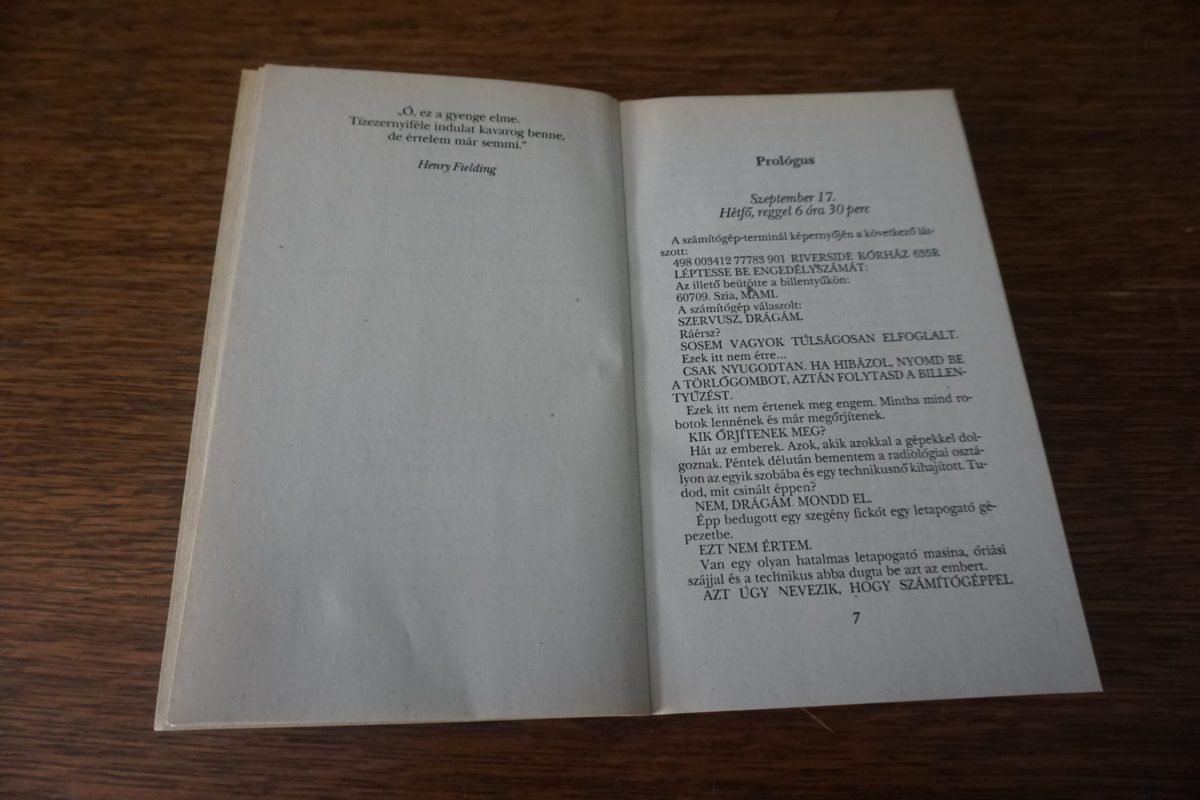 „Ó, ez a gyenge elme.
Tízezernyiféle indulat kavarog benne,
de értelem már semmi.”
Henry Fielding
Prológus
Szeptember 17.
Hétfő, reggel 6 óra 30 perc
A számítógép-terminál képernyőjén a következő lát-
szott:
498 003412 77783 901 RIVERSIDE KÓRHÁZ 635R
LÉPTESSE BE ENGEDÉLYSZÁMÁT:
Az illető beütötte a billentyűkön:
60709. Szia, MAMI.
A számítógép válaszolt:
SZERVUSZ, DRÁGÁM.
Ráérsz?
SOSEM VAGYOK TÚLSÁGOSAN ELFOGLALT.
Ezek itt nem étre...
CSAK NYUGODTAN. HA HIBÁZOL, NYOMD BE
A TÖRLŐGOMBOT, AZTÁN FOLYTASD A BILLEN-
TYŰZÉST.
Ezek itt nem értenek meg engem. Mintha mind ro-
botok lennének és már megőrjítenek.
KIK ŐRJÍTENEK MEG?
Hát az emberek. Azok, akik azokkal a gépekkel dol-
goznak. Péntek délután bementem a radiológiai osztá-
lyon az egyik szobába és egy technikusnő kihajított. Tu-
dod, mit csinált éppen?
NEM, DRÁGÁM. MONDD EL.
Épp bedugott egy szegény fickót egy letapogató gé-
pezetbe.
EZT NEM ÉRTEM.
Van egy olyan hatalmas letapogató masina, óriási
szájjal és a technikus abba dugta be azt az embert.
AZT ÚGY NEVEZIK, HOGY SZÁMÍTÓGÉPPEL
7